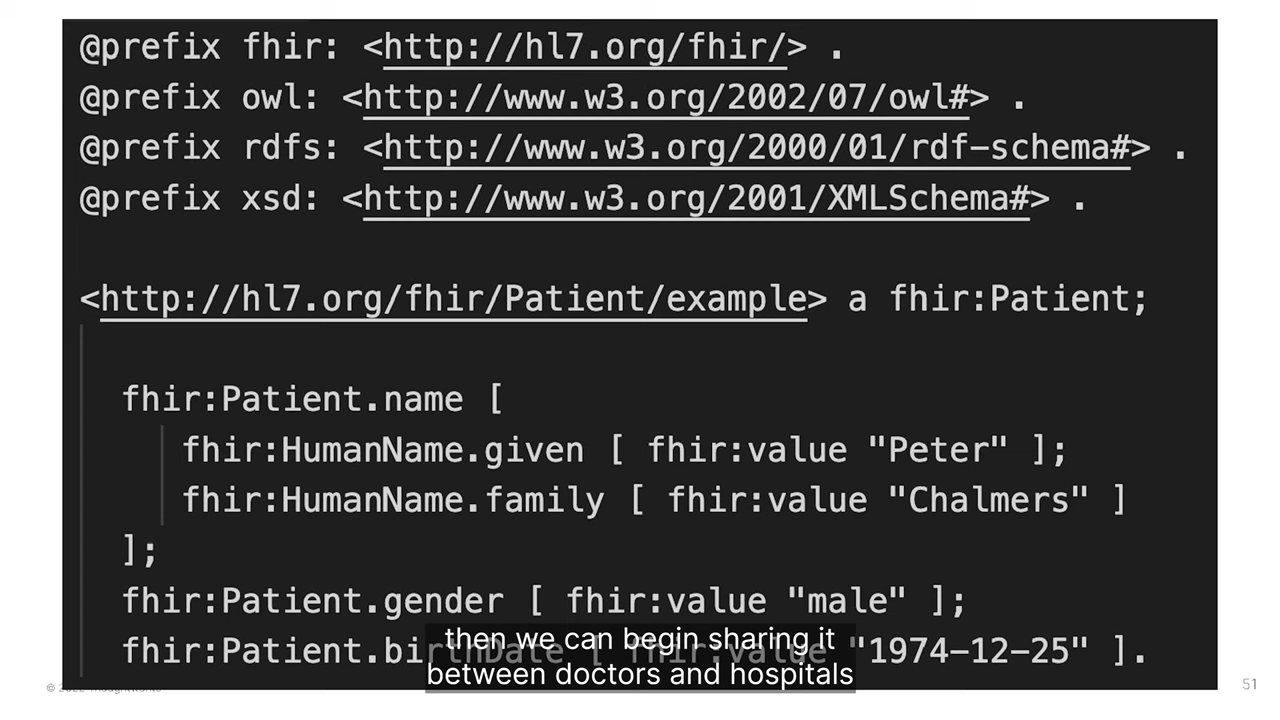 @prefix fhir: <http://hl7.org/fhir/> .
@prefix owl: <http://www.w3.org/2002/07/owl#> .
@prefix rdfs: <http://www.w3.org/2000/01/rdf-schema#> .
@prefix xsd: <http://www.w3.org/2001/XMLSchema#> .
<http://hl7.org/fhir/Patient/example> a fhir:Patient;
fhir:Patient.name [
fhir:HumanName.given [ fhir:value "Peter" ];
fhir:HumanName.family [ fhir:value "Chalmers" ]
];
fhir:Patient.gender [ fhir:value "male" ];
fhir:Patient.birthDate [ fhir:value "1974-12-25" ].
then we can begin sharing it
between doctors and hospitals
51